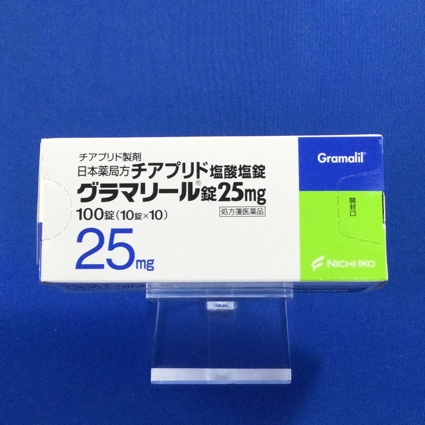 チアプリド製剤
日本薬局方 チアプリド塩酸塩錠
グラマリール®錠25mg
100錠(10錠×10)
処方箋医薬品
25mg
Gramalil®
開封口
NICHI-IKO